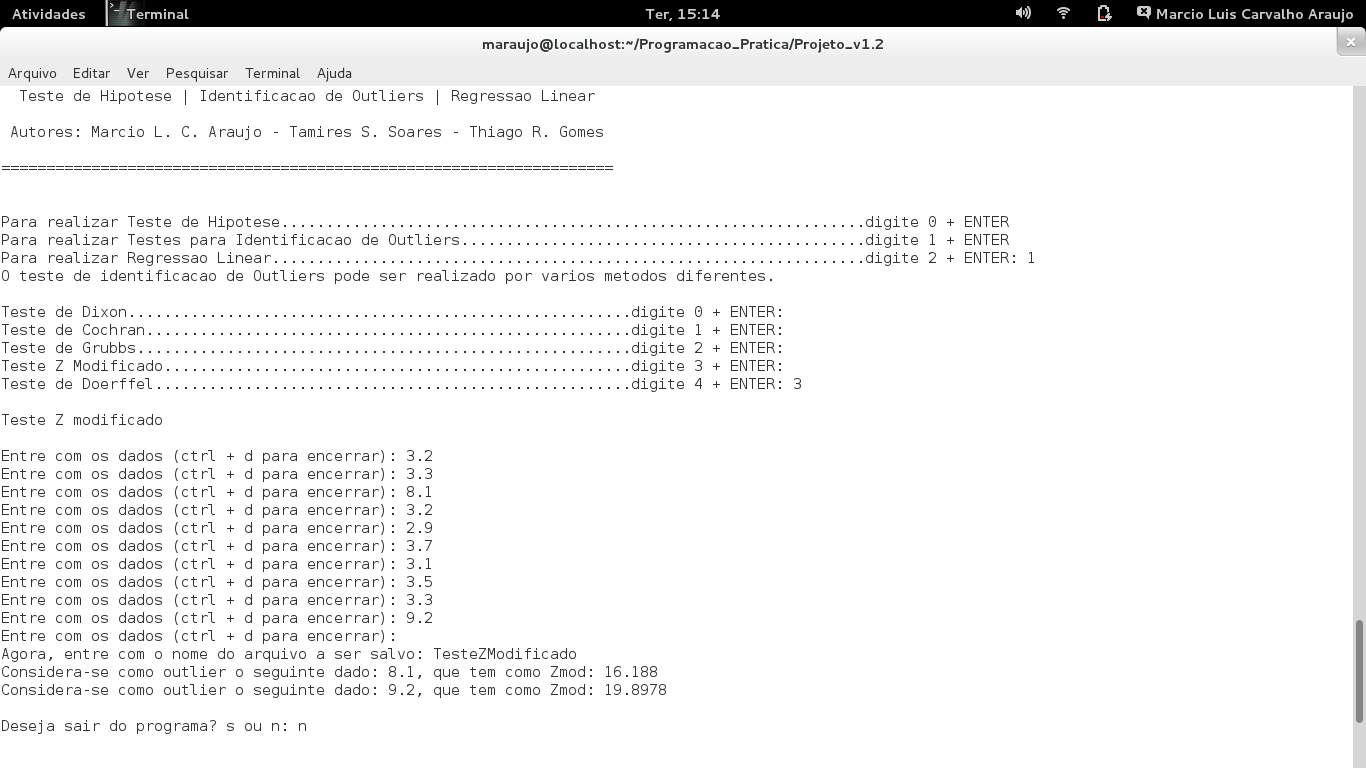 Atividades Terminal Ter, 15:14 Marcio Luis Carvalho Araujo
maraujo@localhost:~/Programacao_Pratica/Projeto_v1.2
Arquivo Editar Ver Pesquisar Terminal Ajuda
Teste de Hipotese | Identificacao de Outliers | Regressao Linear
Autores: Marcio L. C. Araujo - Tamires S. Soares - Thiago R. Gomes
====================================================================
Para realizar Teste de Hipotese.................................................................digite 0 + ENTER
Para realizar Testes para Identificacao de Outliers.............................................digite 1 + ENTER
Para realizar Regressao Linear..................................................................digite 2 + ENTER: 1
O teste de identificacao de Outliers pode ser realizado por varios metodos diferentes.
Teste de Dixon........................................................digite 0 + ENTER:
Teste de Cochran......................................................digite 1 + ENTER:
Teste de Grubbs.......................................................digite 2 + ENTER:
Teste Z Modificado....................................................digite 3 + ENTER:
Teste de Doerffel.....................................................digite 4 + ENTER: 3
Teste Z modificado
Entre com os dados (ctrl + d para encerrar): 3.2
Entre com os dados (ctrl + d para encerrar): 3.3
Entre com os dados (ctrl + d para encerrar): 8.1
Entre com os dados (ctrl + d para encerrar): 3.2
Entre com os dados (ctrl + d para encerrar): 2.9
Entre com os dados (ctrl + d para encerrar): 3.7
Entre com os dados (ctrl + d para encerrar): 3.1
Entre com os dados (ctrl + d para encerrar): 3.5
Entre com os dados (ctrl + d para encerrar): 3.3
Entre com os dados (ctrl + d para encerrar): 9.2
Entre com os dados (ctrl + d para encerrar):
Agora, entre com o nome do arquivo a ser salvo: TesteZModificado
Considera-se como outlier o seguinte dado: 8.1, que tem como Zmod: 16.188
Considera-se como outlier o seguinte dado: 9.2, que tem como Zmod: 19.8978
Deseja sair do programa? s ou n: n